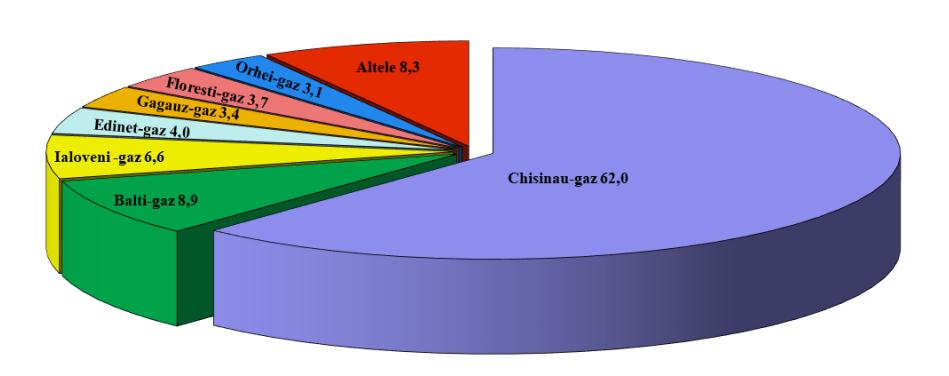 Altele 8,3
Orhei-gaz 3,1
Floresti-gaz 3,7
Gagauz-gaz 3,4
Edinet-gaz 4,0
Ialoveni -gaz 6,6
Balti-gaz 8,9
Chisinau-gaz 62,0